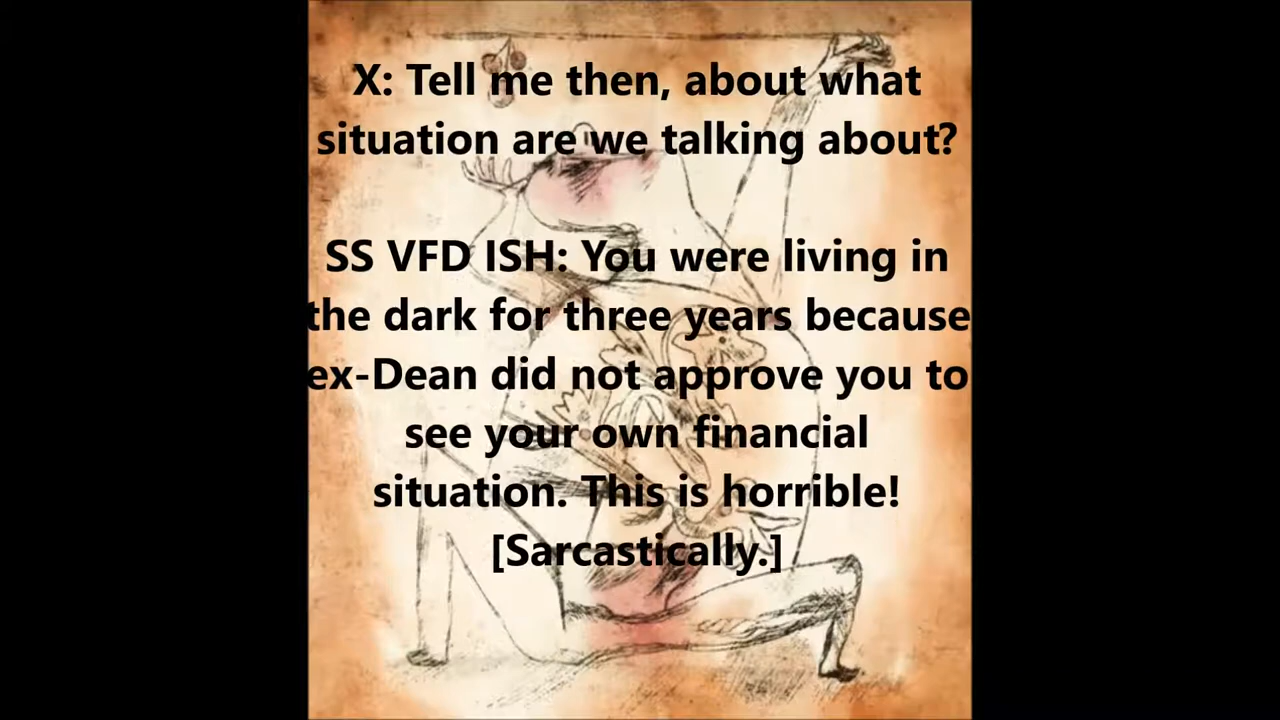 X: Tell me then, about what
situation are we talking about?
SS VFD ISH: You were living in
the dark for three years because
ex-Dean did not approve you to
see your own financial
situation. This is horrible!
[Sarcastically.]